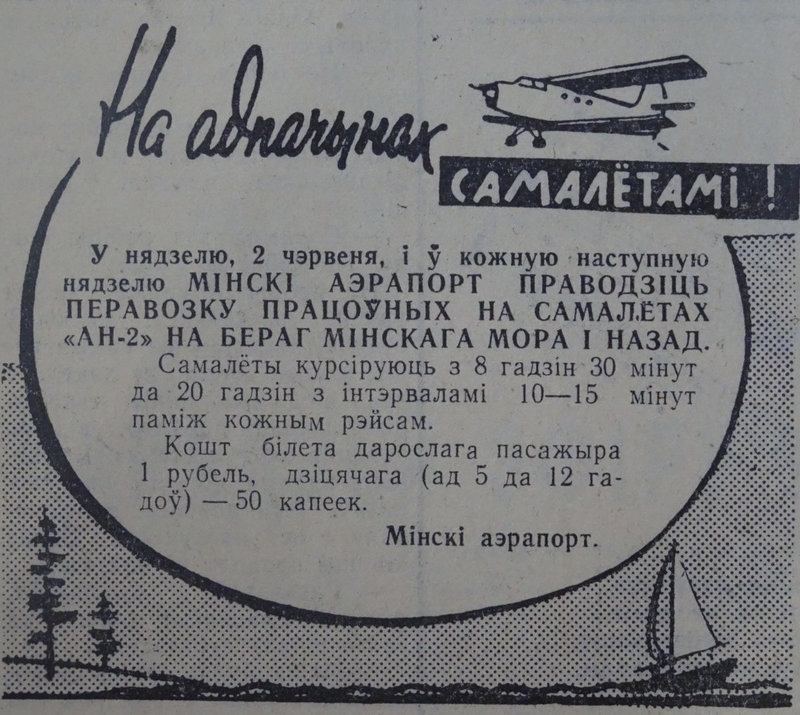 На адпачынак
САМАЛЁТАМІ!
У нядзелю, 2 чэрвеня, і ў кожную наступную
нядзелю МІНСКІ АЭРАПОРТ ПРАВОДЗІЦЬ
ПЕРАВОЗКУ ПРАЦОЎНЫХ НА САМАЛЁТАХ
«АН-2» НА БЕРАГ МІНСКАГА МОРА І НАЗАД.
Самалёты курсіруюць з 8 гадзін 30 мінут
да 20 гадзін з інтэрваламі 10—15 мінут
паміж кожным рэйсам.
Кошт білета дарослага пасажыра
1 рубель, дзіцячага (ад 5 да 12 га-
доў) — 50 капеек.
Мінскі аэрапорт.